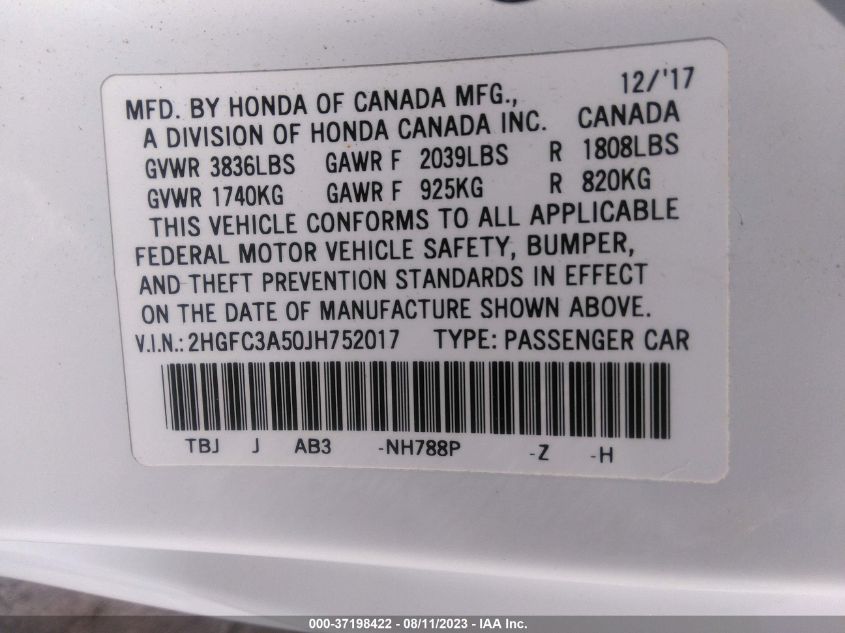 12/'17
MFD. BY HONDA OF CANADA MFG.,
A DIVISION OF HONDA CANADA INC. CANADA
GVWR 3836LBS GAWR F 2039LBS R 1808LBS
GVWR 1740KG GAWR F 925KG R 820KG
THIS VEHICLE CONFORMS TO ALL APPLICABLE
FEDERAL MOTOR VEHICLE SAFETY, BUMPER,
AND THEFT PREVENTION STANDARDS IN EFFECT
ON THE DATE OF MANUFACTURE SHOWN ABOVE.
V.I.N.: 2HGFC3A50JH752017 TYPE: PASSENGER CAR
TBJ J AB3 -NH788P -Z -H
000-37198422 - 08/11/2023 - IAA Inc.